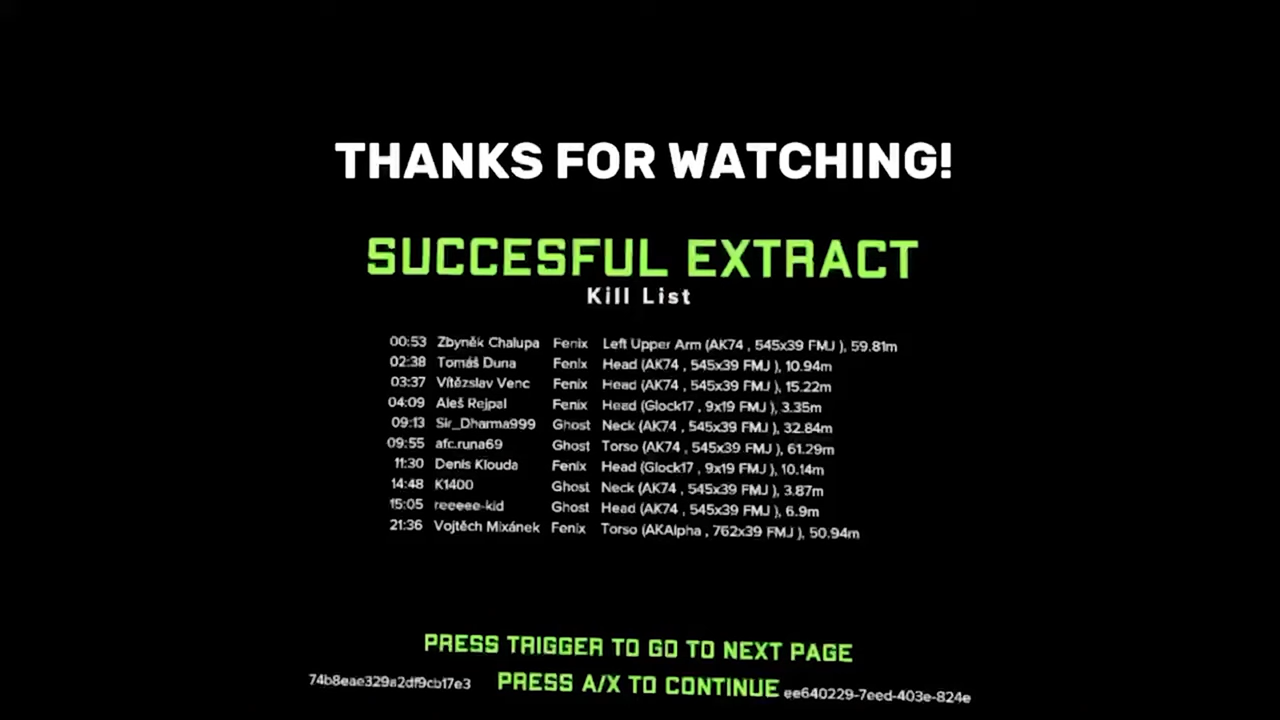 THANKS FOR WATCHING!
SUCCESFUL EXTRACT
Kill List
00:53 Zbyněk Chalupa Fenix Left Upper Arm (AK74 , 545x39 FMJ ), 59.81m
02:38 Tomáš Duna Fenix Head (AK74 , 545x39 FMJ ), 10.94m
03:37 Vítězslav Venc Fenix Head (AK74 , 545x39 FMJ ), 15.22m
04:09 Aleš Rejpal Fenix Head (Glock17 , 9x19 FMJ ), 3.35m
09:13 Sir_Dharma999 Ghost Neck (AK74 , 545x39 FMJ ), 32.84m
09:55 afc.runa69 Ghost Torso (AK74 , 545x39 FMJ ), 61.29m
11:30 Denis Klouda Fenix Head (Glock17 , 9x19 FMJ ), 10.14m
14:48 K1400 Ghost Neck (AK74 , 545x39 FMJ ), 3.87m
15:05 reeeee-kid Ghost Head (AK74 , 545x39 FMJ ), 6.9m
21:36 Vojtěch Mixánek Fenix Torso (AKAlpha , 762x39 FMJ ), 50.94m
PRESS TRIGGER TO GO TO NEXT PAGE
74b8eae329a2df9cb17e3 PRESS A/X TO CONTINUE ee640229-7eed-403e-824e